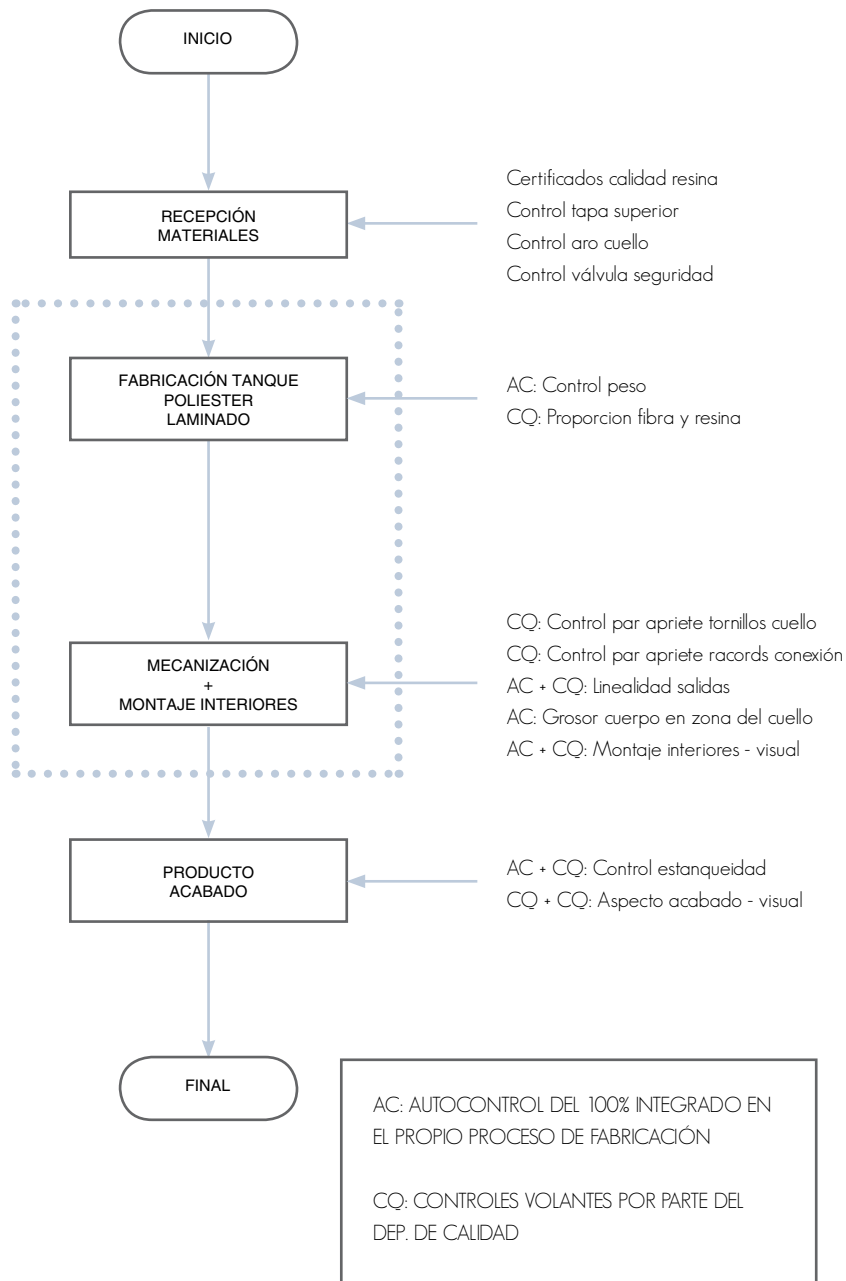 INICIO
RECEPCIÓN
MATERIALES
Certificados calidad resina
Control tapa superior
Control aro cuello
Control válvula seguridad
FABRICACIÓN TANQUE
POLIESTER
LAMINADO
AC: Control peso
CQ: Proporcion fibra y resina
MECANIZACIÓN
+
MONTAJE INTERIORES
CQ: Control par apriete tornillos cuello
CQ: Control par apriete racords conexión
AC + CQ: Linealidad salidas
AC: Grosor cuerpo en zona del cuello
AC + CQ: Montaje interiores - visual
PRODUCTO
ACABADO
AC + CQ: Control estanqueidad
CQ + CQ: Aspecto acabado - visual
FINAL
AC: AUTOCONTROL DEL 100% INTEGRADO EN
EL PROPIO PROCESO DE FABRICACIÓN
CQ: CONTROLES VOLANTES POR PARTE DEL
DEP. DE CALIDAD